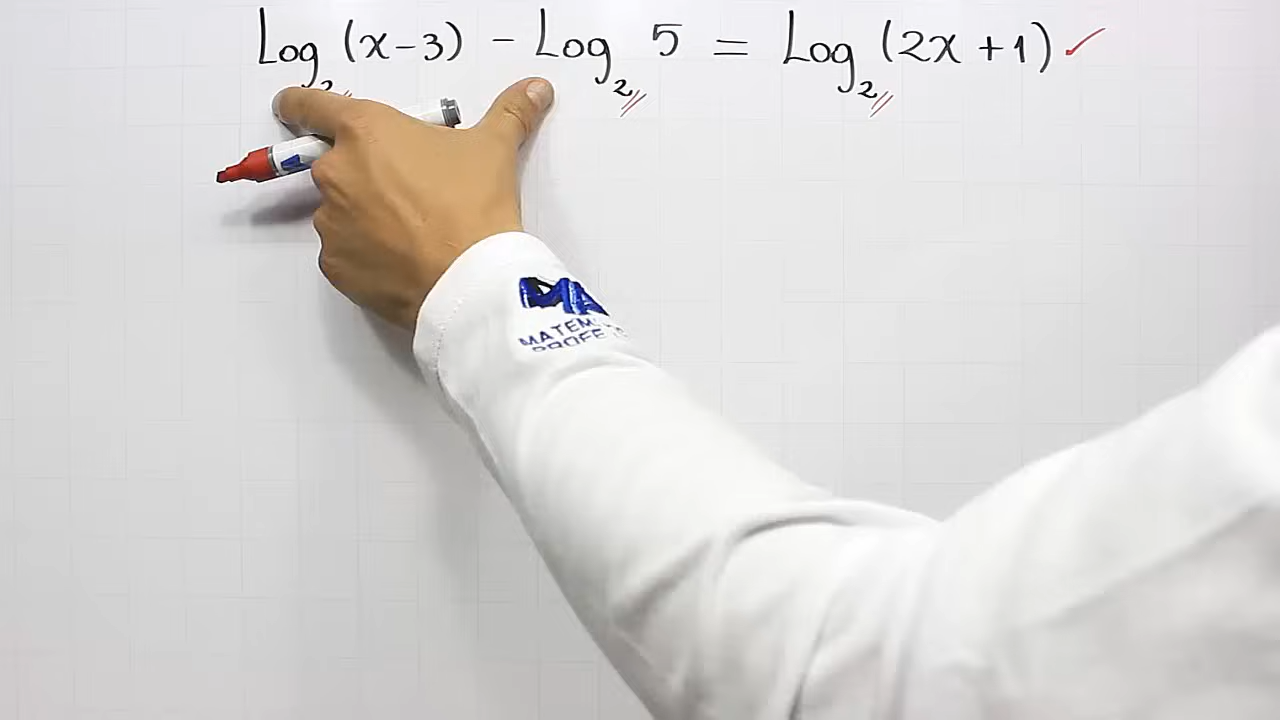 Log₂(x-3) - Log₂ 5 = Log₂(2x+1)